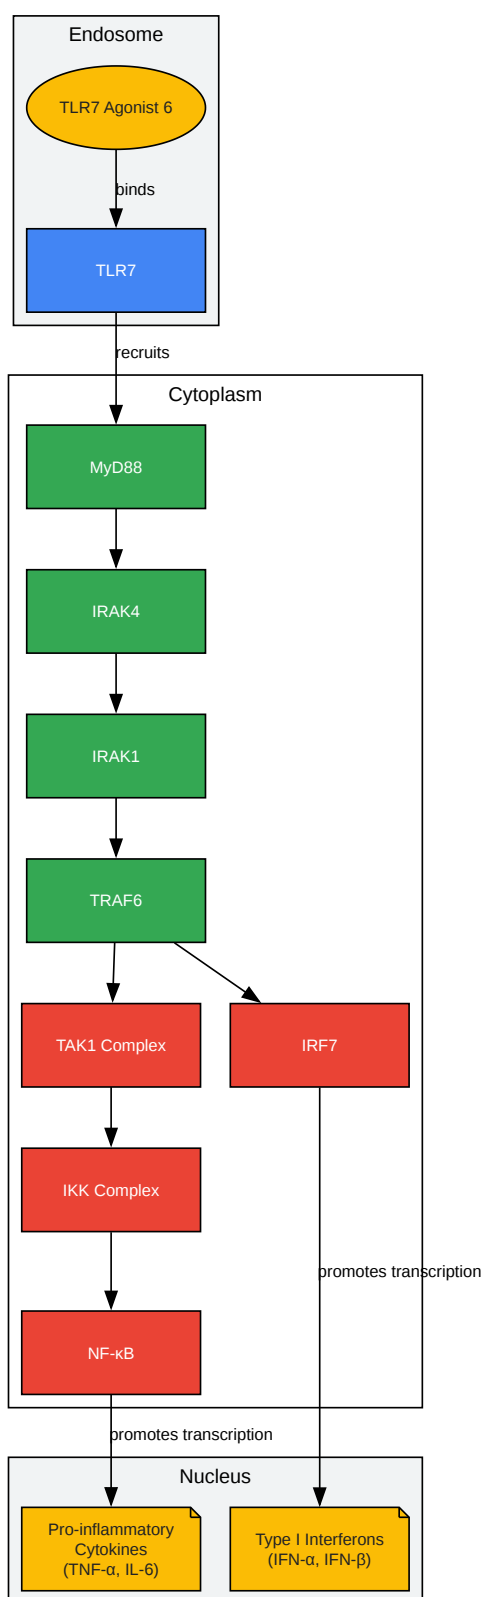 Endosome
TLR7 Agonist 6
binds
TLR7
recruits
Cytoplasm
MyD88
IRAK4
IRAK1
TRAF6
TAK1 Complex
IRF7
IKK Complex
promotes transcription
NF-κB
promotes transcription
Nucleus
Pro-inflammatory
Cytokines
(TNF-α, IL-6)
Type I Interferons
(IFN-α, IFN-β)